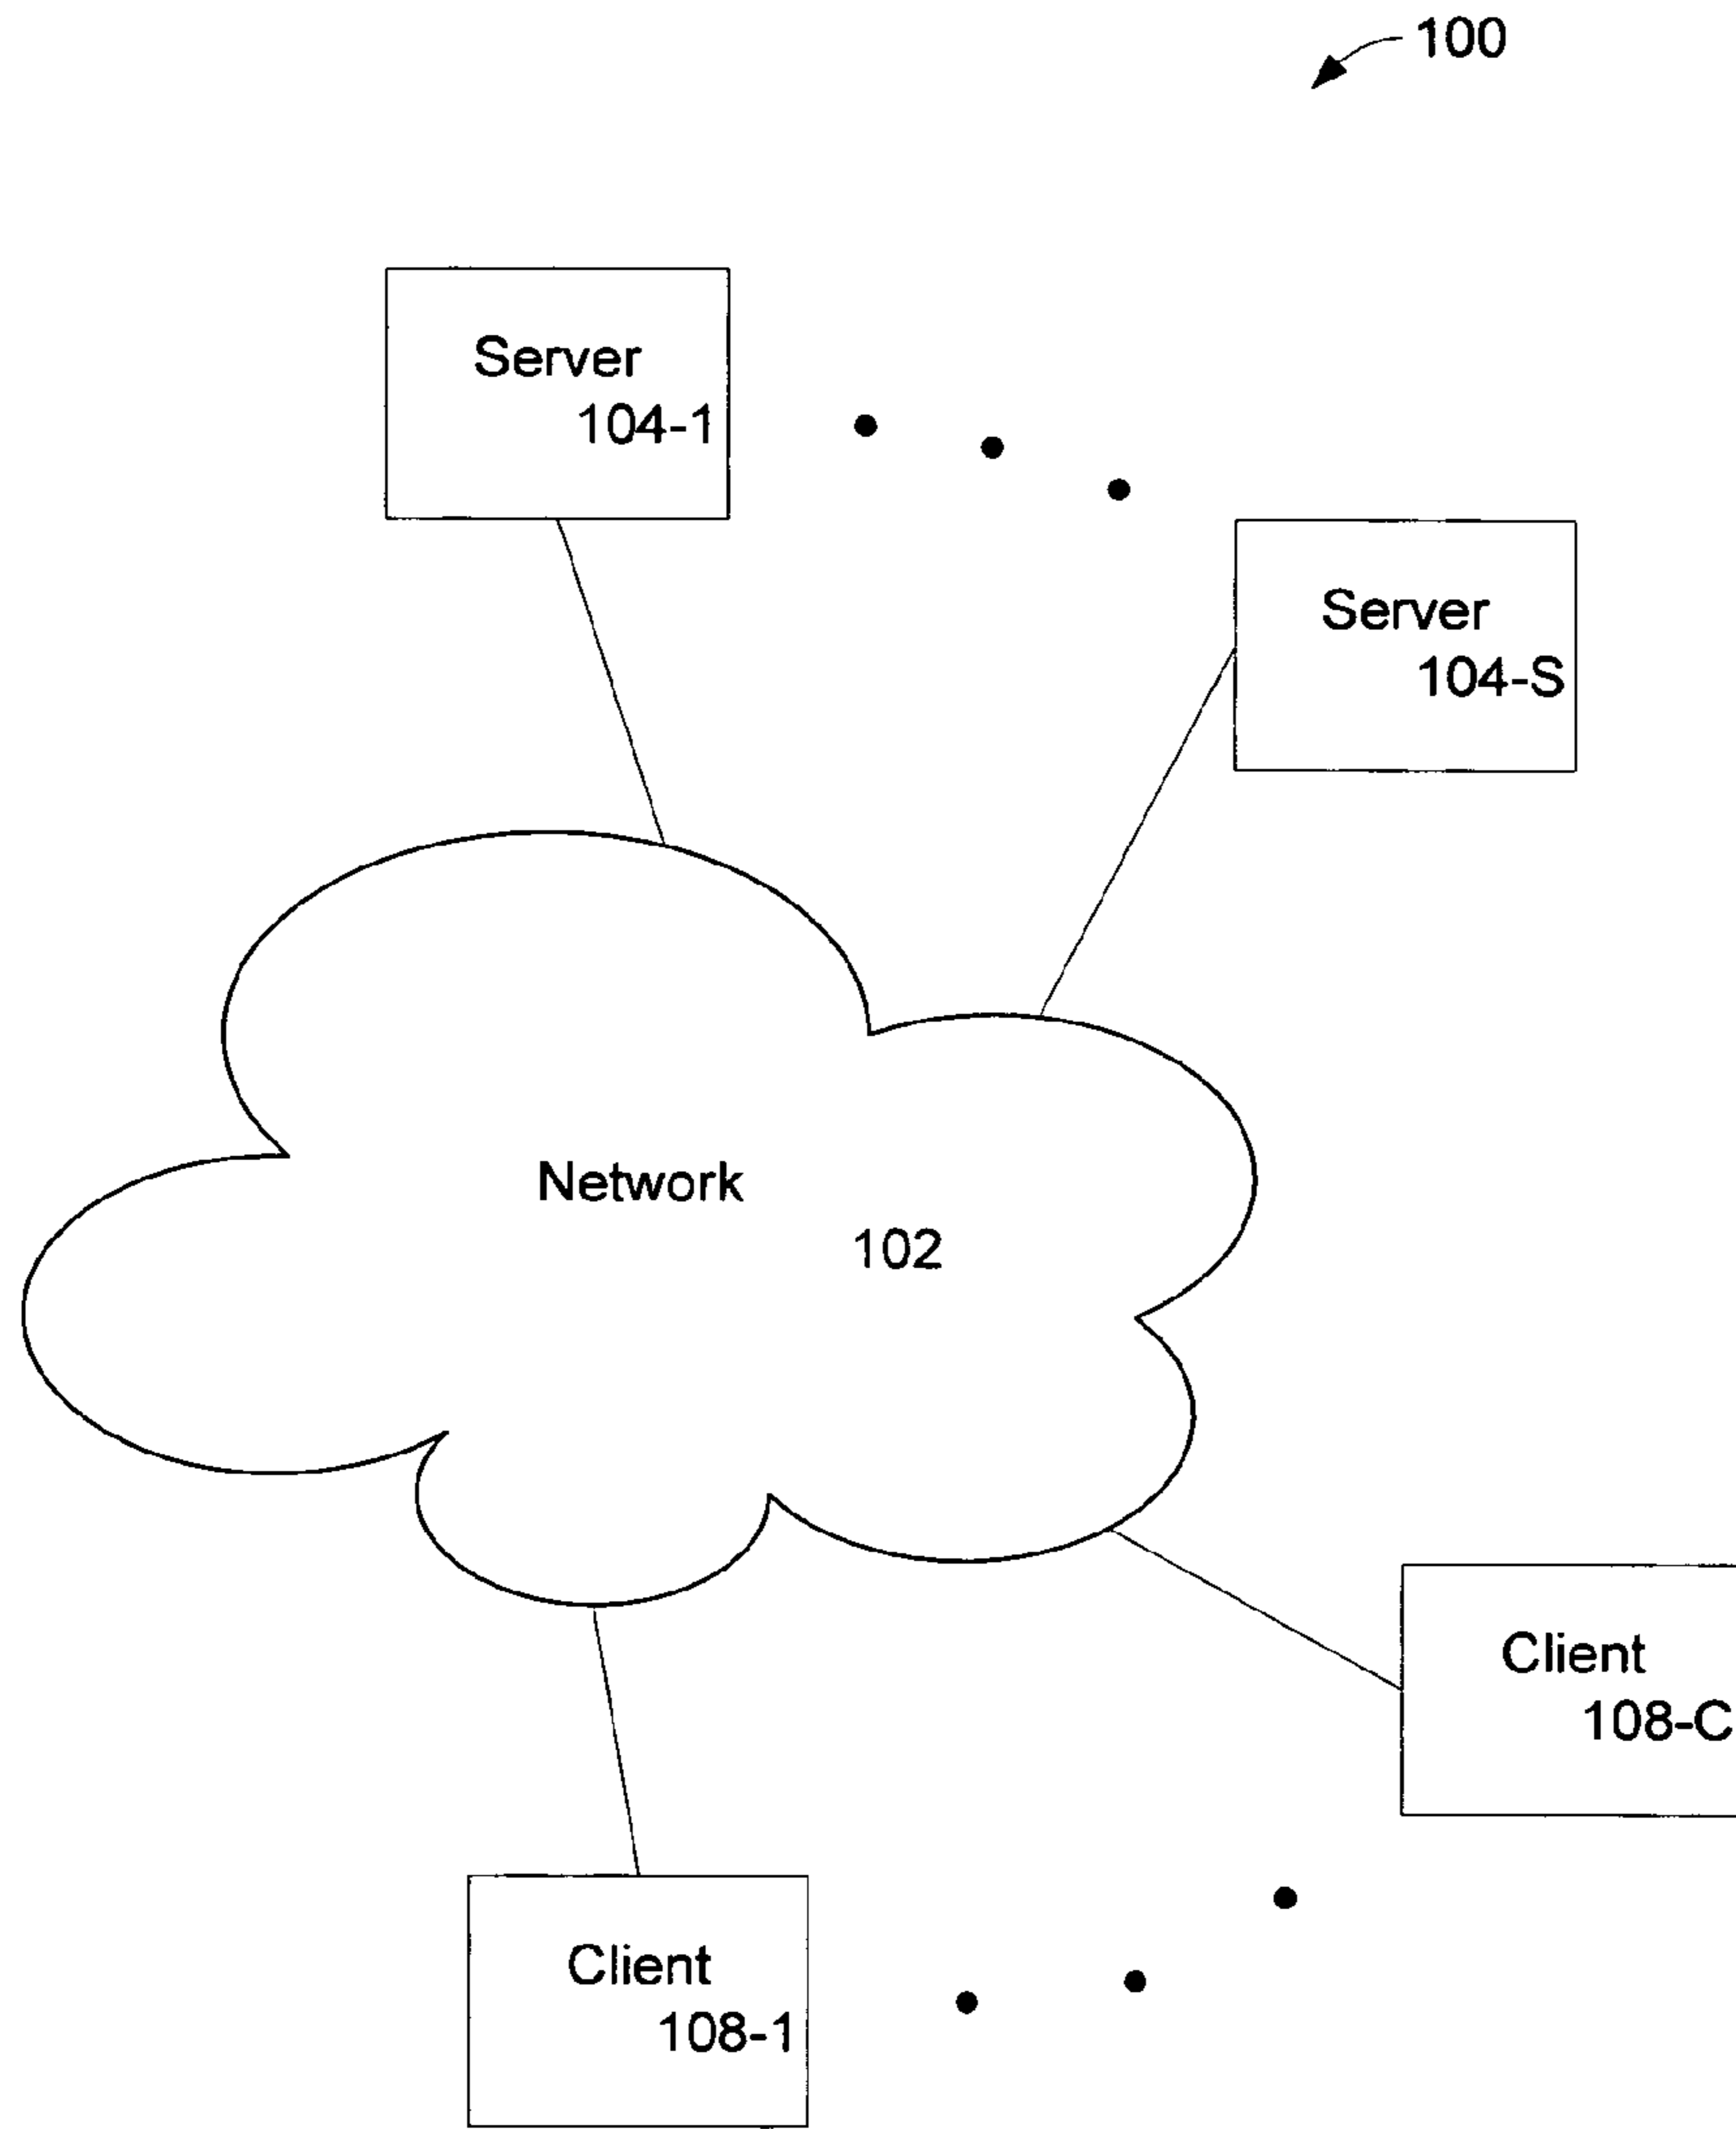 100
Server
104-1
Server
104-S
Network
102
Client
108-C
Client
108-1